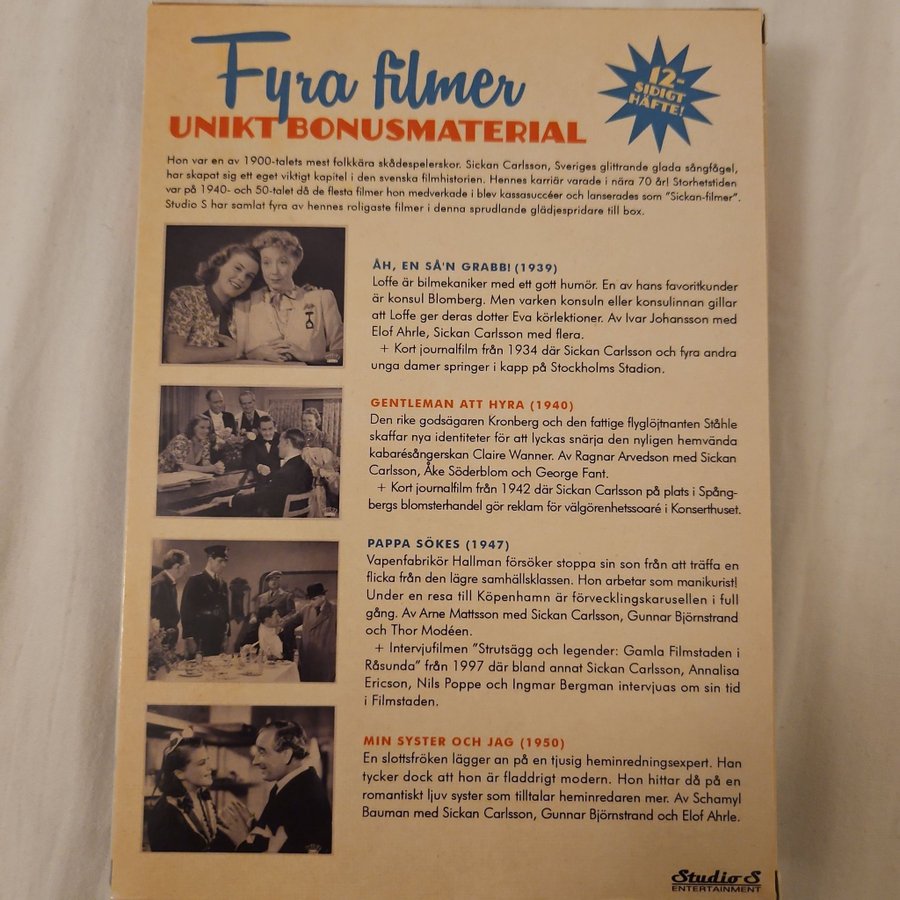 Fyra filmer
UNIKT BONUSMATERIAL
12-
SIDIGT
HÄFTE!
Hon var en av 1900-talets mest folkkära skådespelerskor. Sickan Carlsson, Sveriges glittrande glada sångfågel,
har skapat sig ett eget viktigt kapitel i den svenska filmhistorien. Hennes karriär varade i nära 70 år! Storhetstiden
var på 1940- och 50-talet då de flesta filmer hon medverkade i blev kassasuccéer och lanserades som "Sickan-filmer".
Studio S har samlat fyra av hennes roligaste filmer i denna sprudlande glädjespridare till box.
ÅH, EN SÅ'N GRABB! (1939)
Loffe är bilmekaniker med ett gott humör. En av hans favoritkunder
är konsul Blomberg. Men varken konsuln eller konsulinnan gillar
att Loffe ger deras dotter Eva körlektioner. Av Ivar Johansson med
Elof Ahrle, Sickan Carlsson med flera.
+ Kort journalfilm från 1934 där Sickan Carlsson och fyra andra
unga damer springer i kapp på Stockholms Stadion.
GENTLEMAN ATT HYRA (1940)
Den rike godsägaren Kronberg och den fattige flyglöjtnanten Ståhle
skaffar nya identiteter för att lyckas snärja den nyligen hemvända
kabarésångerskan Claire Wanner. Av Ragnar Arvedson med Sickan
Carlsson, Åke Söderblom och George Fant.
+ Kort journalfilm från 1942 där Sickan Carlsson på plats i Spång-
bergs blomsterhandel gör reklam för välgörenhetssoaré i Konserthuset.
PAPPA SÖKES (1947)
Vapenfabrikör Hallman försöker stoppa sin son från att träffa en
flicka från den lägre samhällsklassen. Hon arbetar som manikurist!
Under en resa till Köpenhamn är förvecklingskarusellen i full
gång. Av Arne Mattsson med Sickan Carlsson, Gunnar Björnstrand
och Thor Modéen.
+ Intervjufilmen "Strutsägg och legender: Gamla Filmstaden i
Råsunda" från 1997 där bland annat Sickan Carlsson, Annalisa
Ericson, Nils Poppe och Ingmar Bergman intervjuas om sin tid
i Filmstaden.
MIN SYSTER OCH JAG (1950)
En slottsfröken lägger an på en tjusig heminredningsexpert. Han
tycker dock att hon är fladdrigt modern. Hon hittar då på en
romantiskt ljuv syster som tilltalar heminredaren mer. Av Schamyl
Bauman med Sickan Carlsson, Gunnar Björnstrand och Elof Ahrle.
Studio S
ENTERTAINMENT